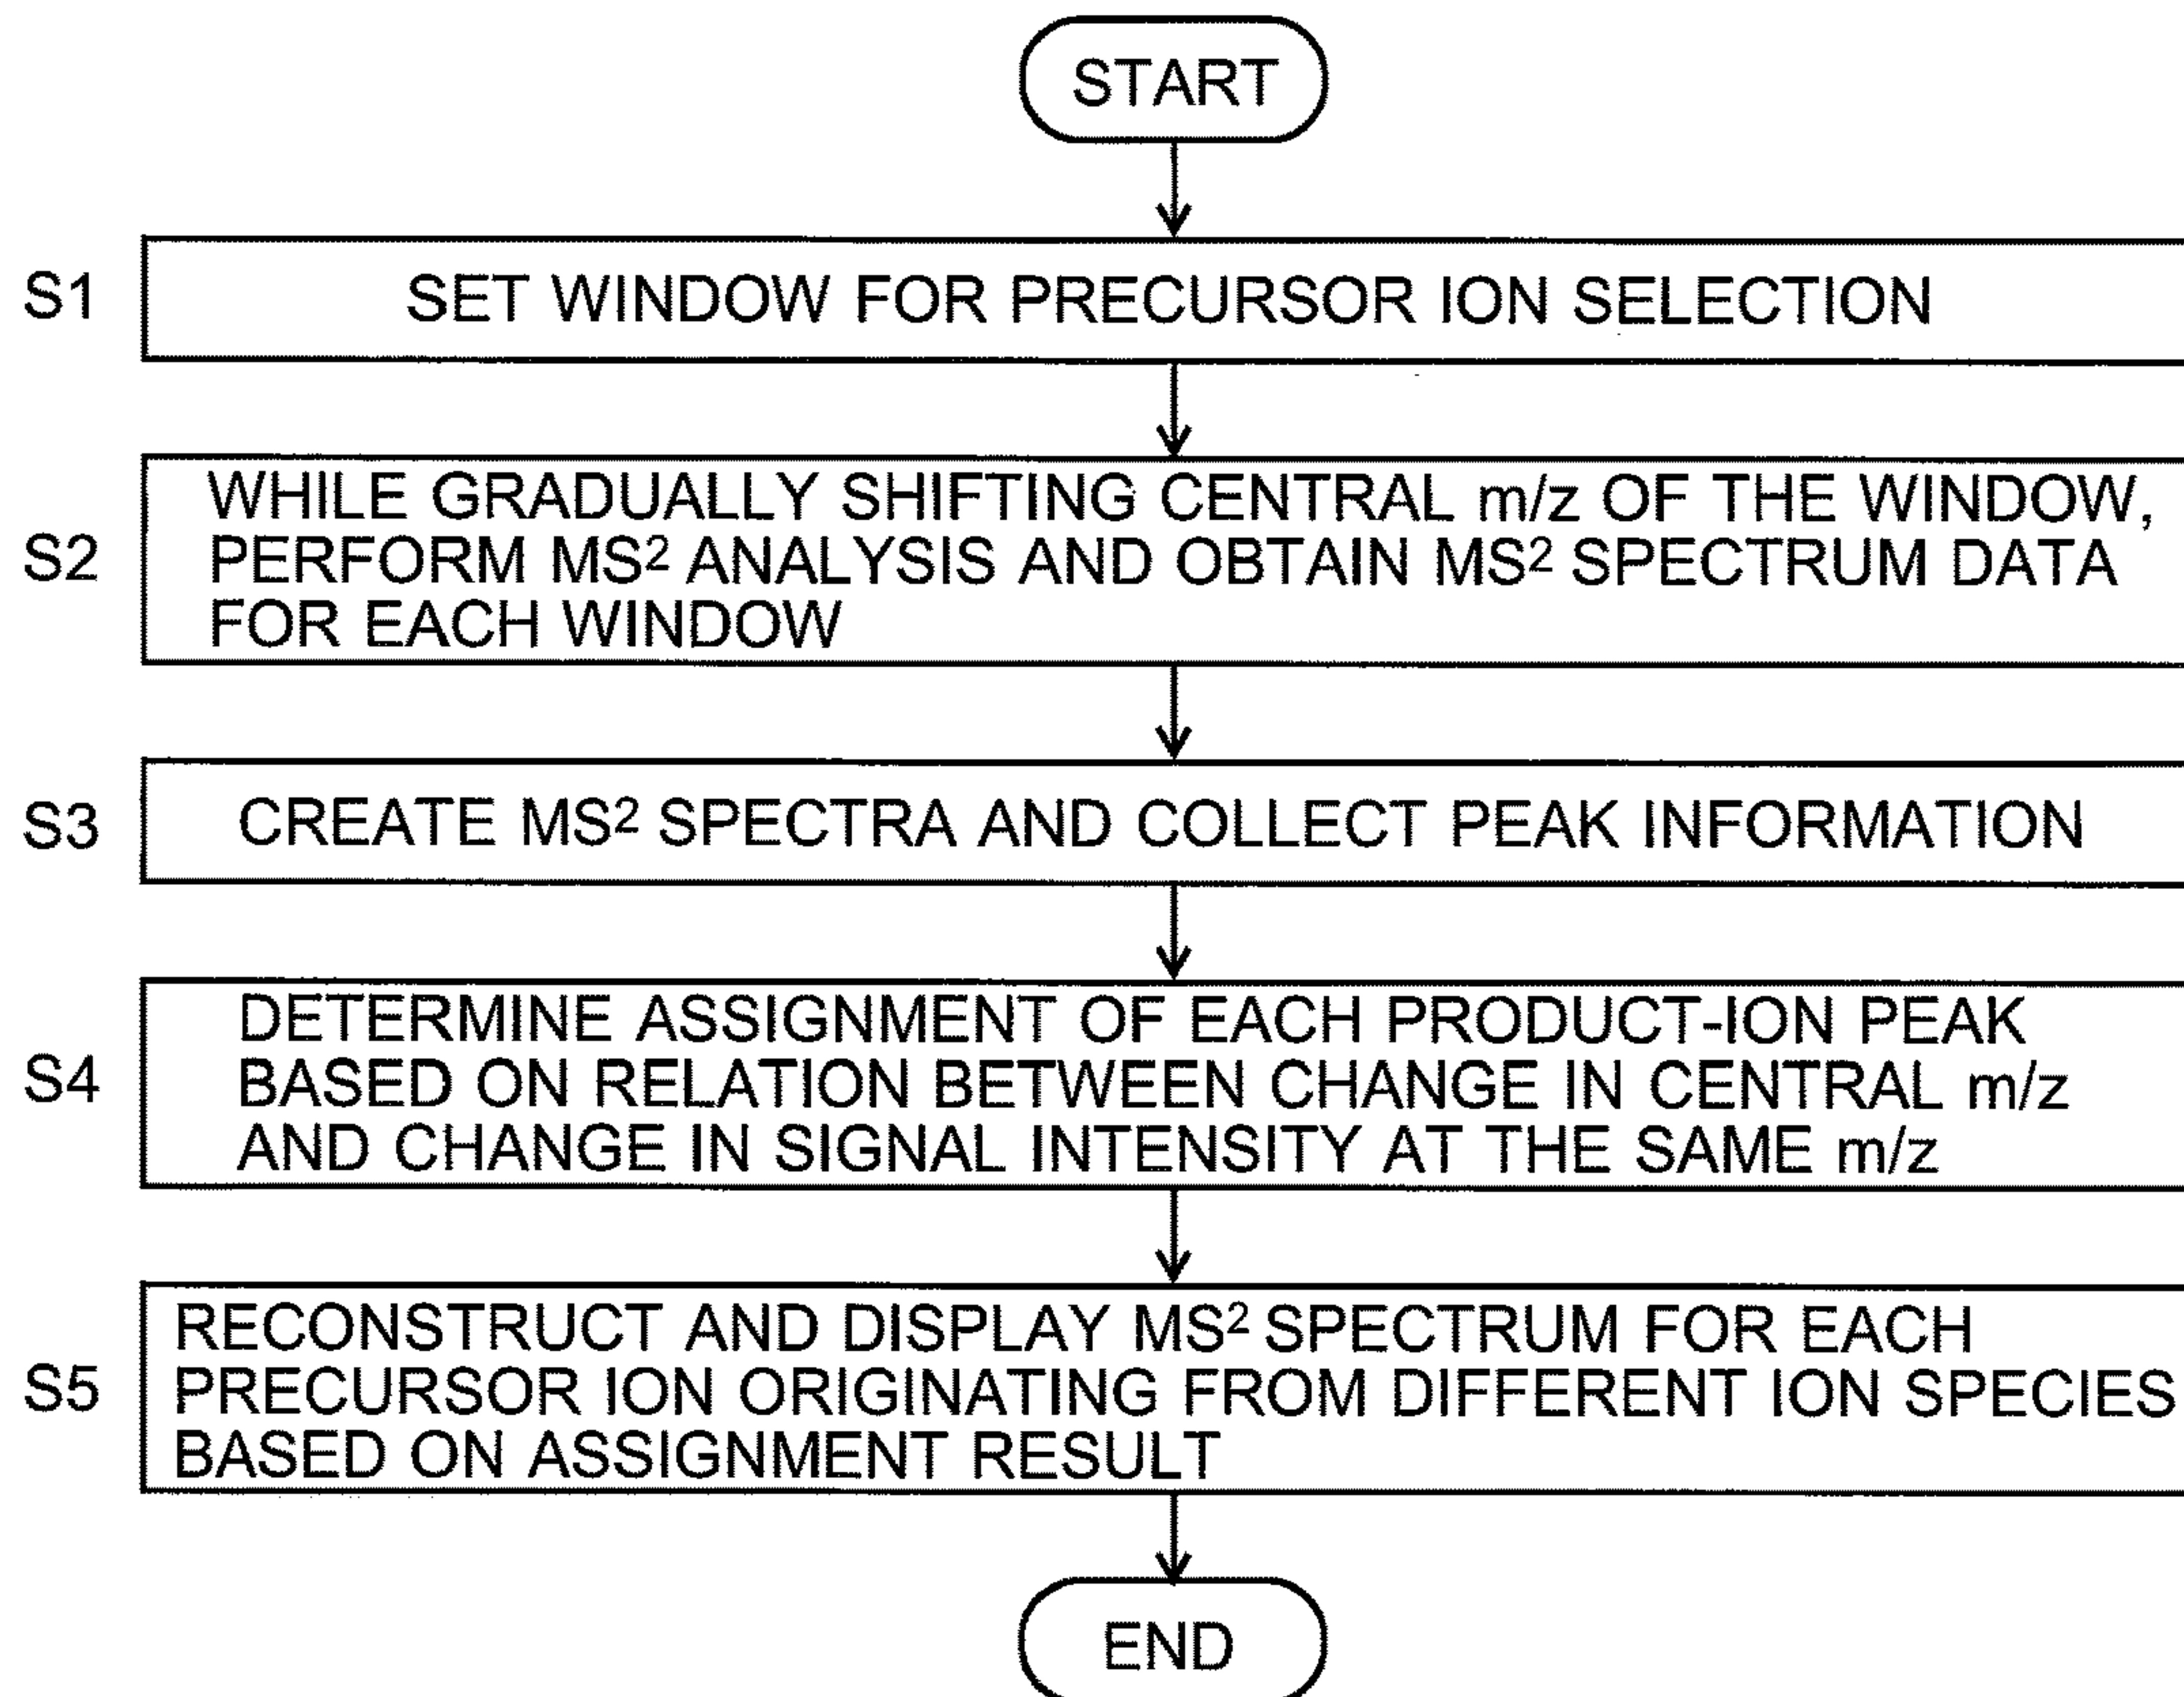 START
S1
SET WINDOW FOR PRECURSOR ION SELECTION
S2
WHILE GRADUALLY SHIFTING CENTRAL m/z OF THE WINDOW,
PERFORM MS² ANALYSIS AND OBTAIN MS² SPECTRUM DATA
FOR EACH WINDOW
S3
CREATE MS² SPECTRA AND COLLECT PEAK INFORMATION
S4
DETERMINE ASSIGNMENT OF EACH PRODUCT-ION PEAK
BASED ON RELATION BETWEEN CHANGE IN CENTRAL m/z
AND CHANGE IN SIGNAL INTENSITY AT THE SAME m/z
S5
RECONSTRUCT AND DISPLAY MS² SPECTRUM FOR EACH
PRECURSOR ION ORIGINATING FROM DIFFERENT ION SPECIES
BASED ON ASSIGNMENT RESULT
END